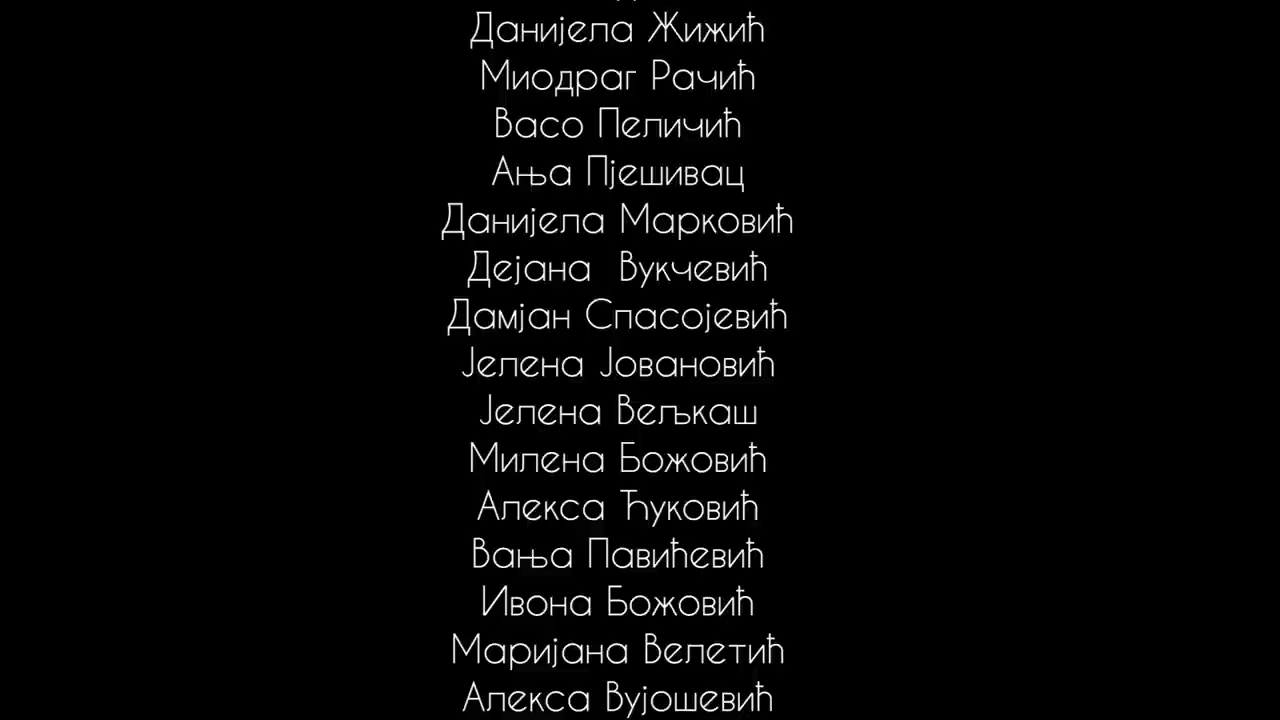 Данијела Жижић
Миодраг Рачић
Васо Пеличић
Ања Пјешивац
Данијела Марковић
Дејана Вукчевић
Дамјан Спасојевић
Јелена Јовановић
Јелена Вељкаш
Милена Божовић
Алекса Ћуковић
Вања Павићевић
Ивона Божовић
Маријана Велетић
Алекса Вујошевић